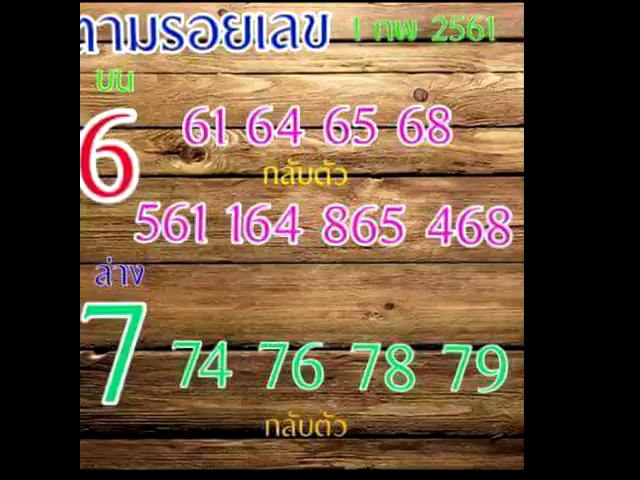 ตามรอยเลข 1 กพ 2561
บน
6 61 64 65 68
กลับตัว
561 164 865 468
ล่าง
7 74 76 78 79
กลับตัว